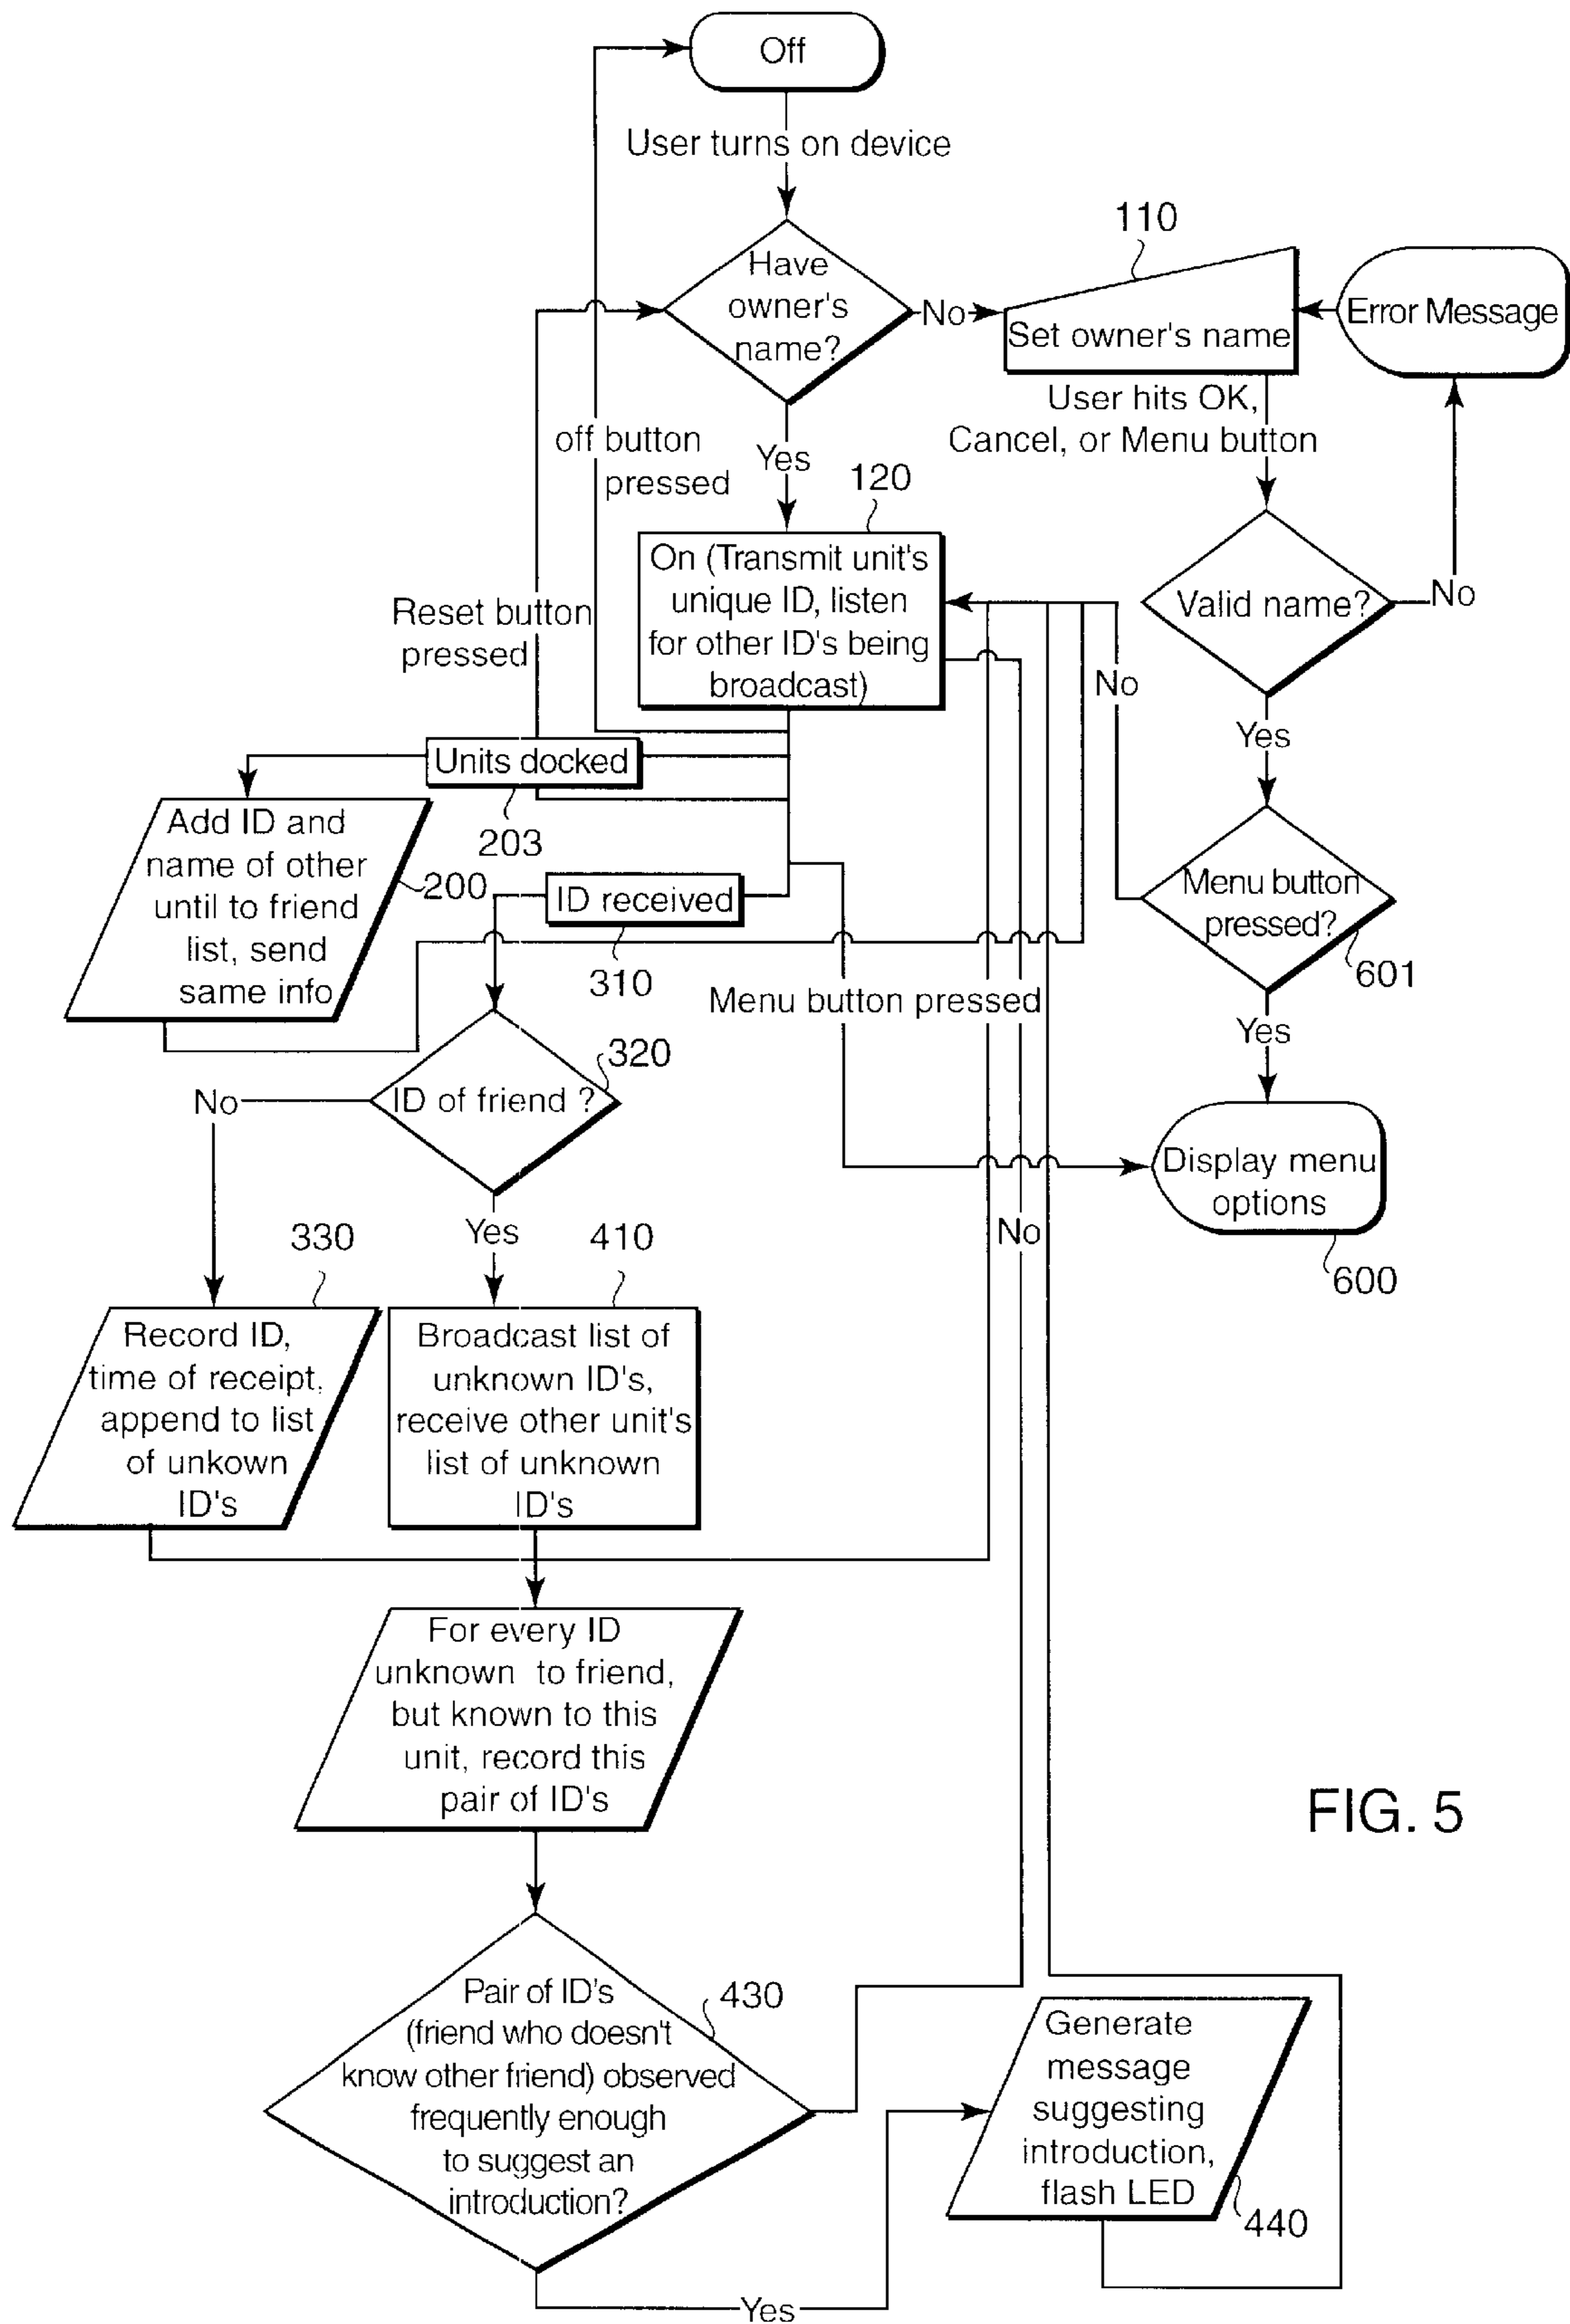 Off
User turns on device
110
Have
owner's
name?
No
Set owner's name
Error Message
User hits OK,
Cancel, or Menu button
off button
pressed
Yes
120
On (Transmit unit's
unique ID, listen
for other ID's being
broadcast)
Valid name?
No
Reset button
pressed
No
Yes
Units docked
203
Add ID and
name of other
until to friend
list, send
same info
200
ID received
310
Menu button
pressed?
601
Menu button pressed
Yes
320
ID of friend ?
No
Display menu
options
600
Yes
No
330
410
Record ID,
time of receipt,
append to list
of unkown
ID's
Broadcast list of
unknown ID's,
receive other unit's
list of unknown
ID's
For every ID
unknown to friend,
but known to this
unit, record this
pair of ID's
FIG. 5
Pair of ID's
(friend who doesn't
know other friend) observed
frequently enough
to suggest an
introduction?
430
Generate
message
suggesting
introduction,
flash LED
440
Yes